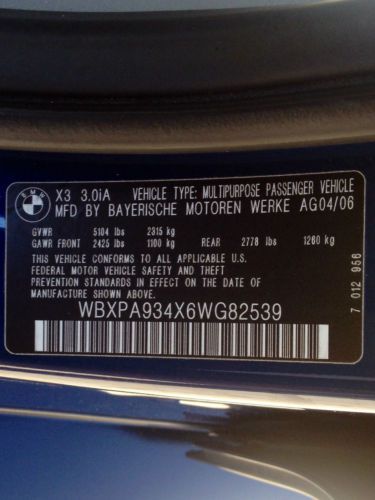 BMW
X3 3.0iA VEHICLE TYPE: MULTIPURPOSE PASSENGER VEHICLE
MFD BY BAYERISCHE MOTOREN WERKE AG04/06
GVWR 5104 lbs 2315 kg
GAWR FRONT 2425 lbs 1100 kg REAR 2778 lbs 1260 kg
THIS VEHICLE CONFORMS TO ALL APPLICABLE U.S.
FEDERAL MOTOR VEHICLE SAFETY AND THEFT
PREVENTION STANDARDS IN EFFECT ON THE DATE OF
MANUFACTURE SHOWN ABOVE.
WBXPA934X6WG82539
7 012 956